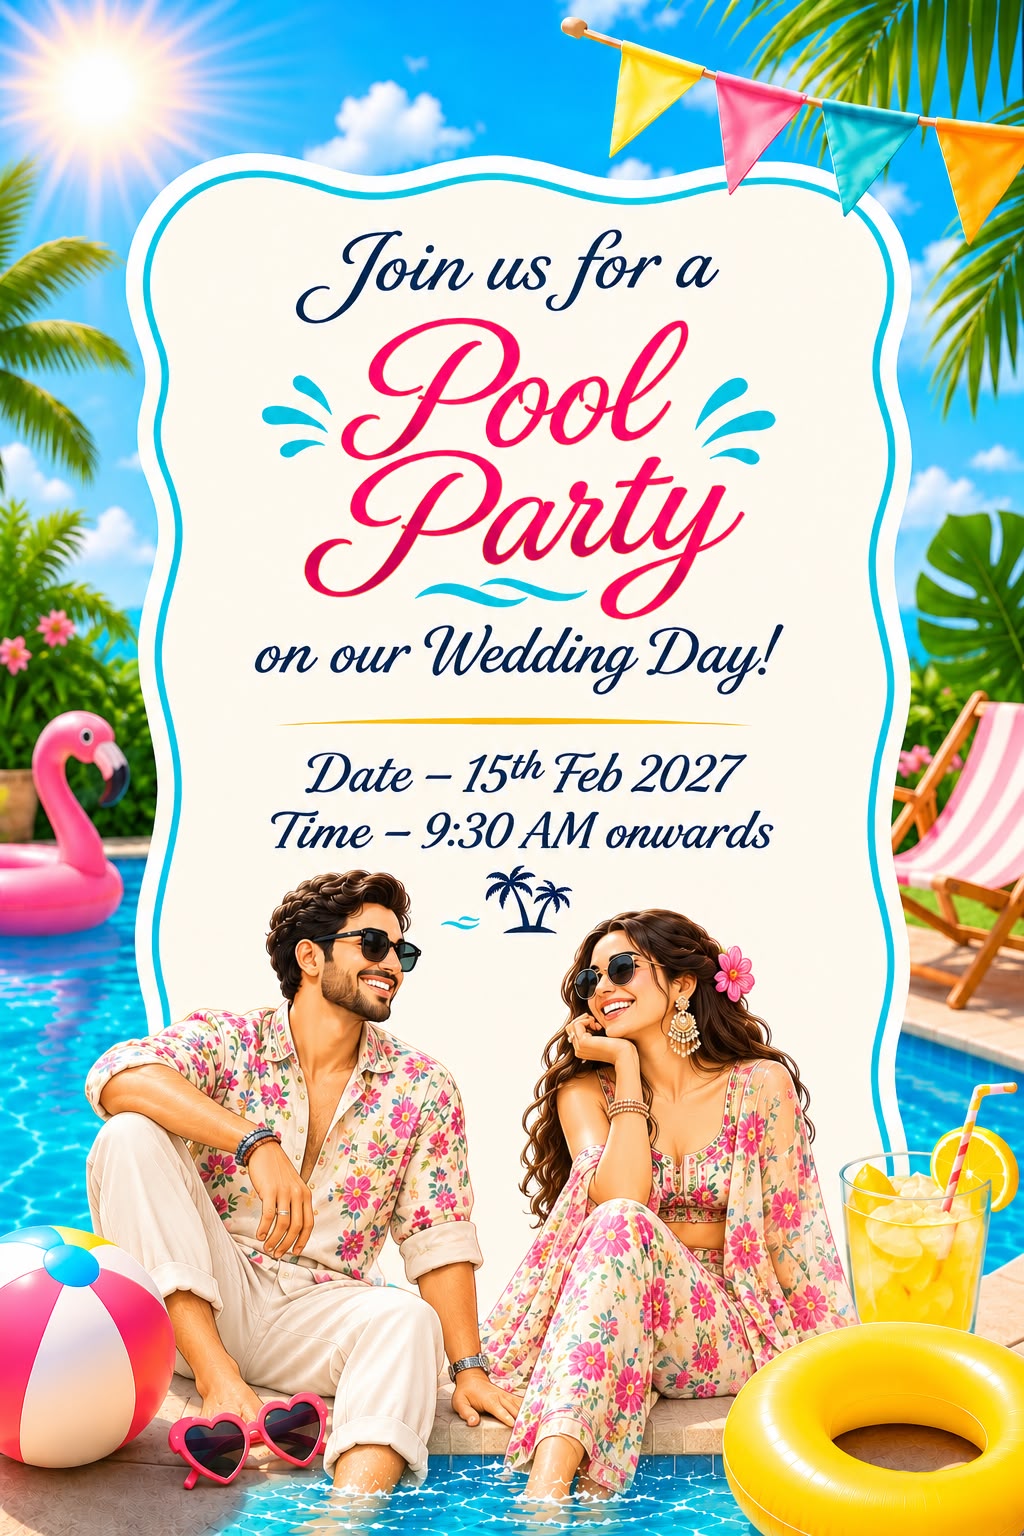 Join us for a
Pool
Party
on our Wedding Day!
Date – 15th Feb 2027
Time – 9:30 AM onwards